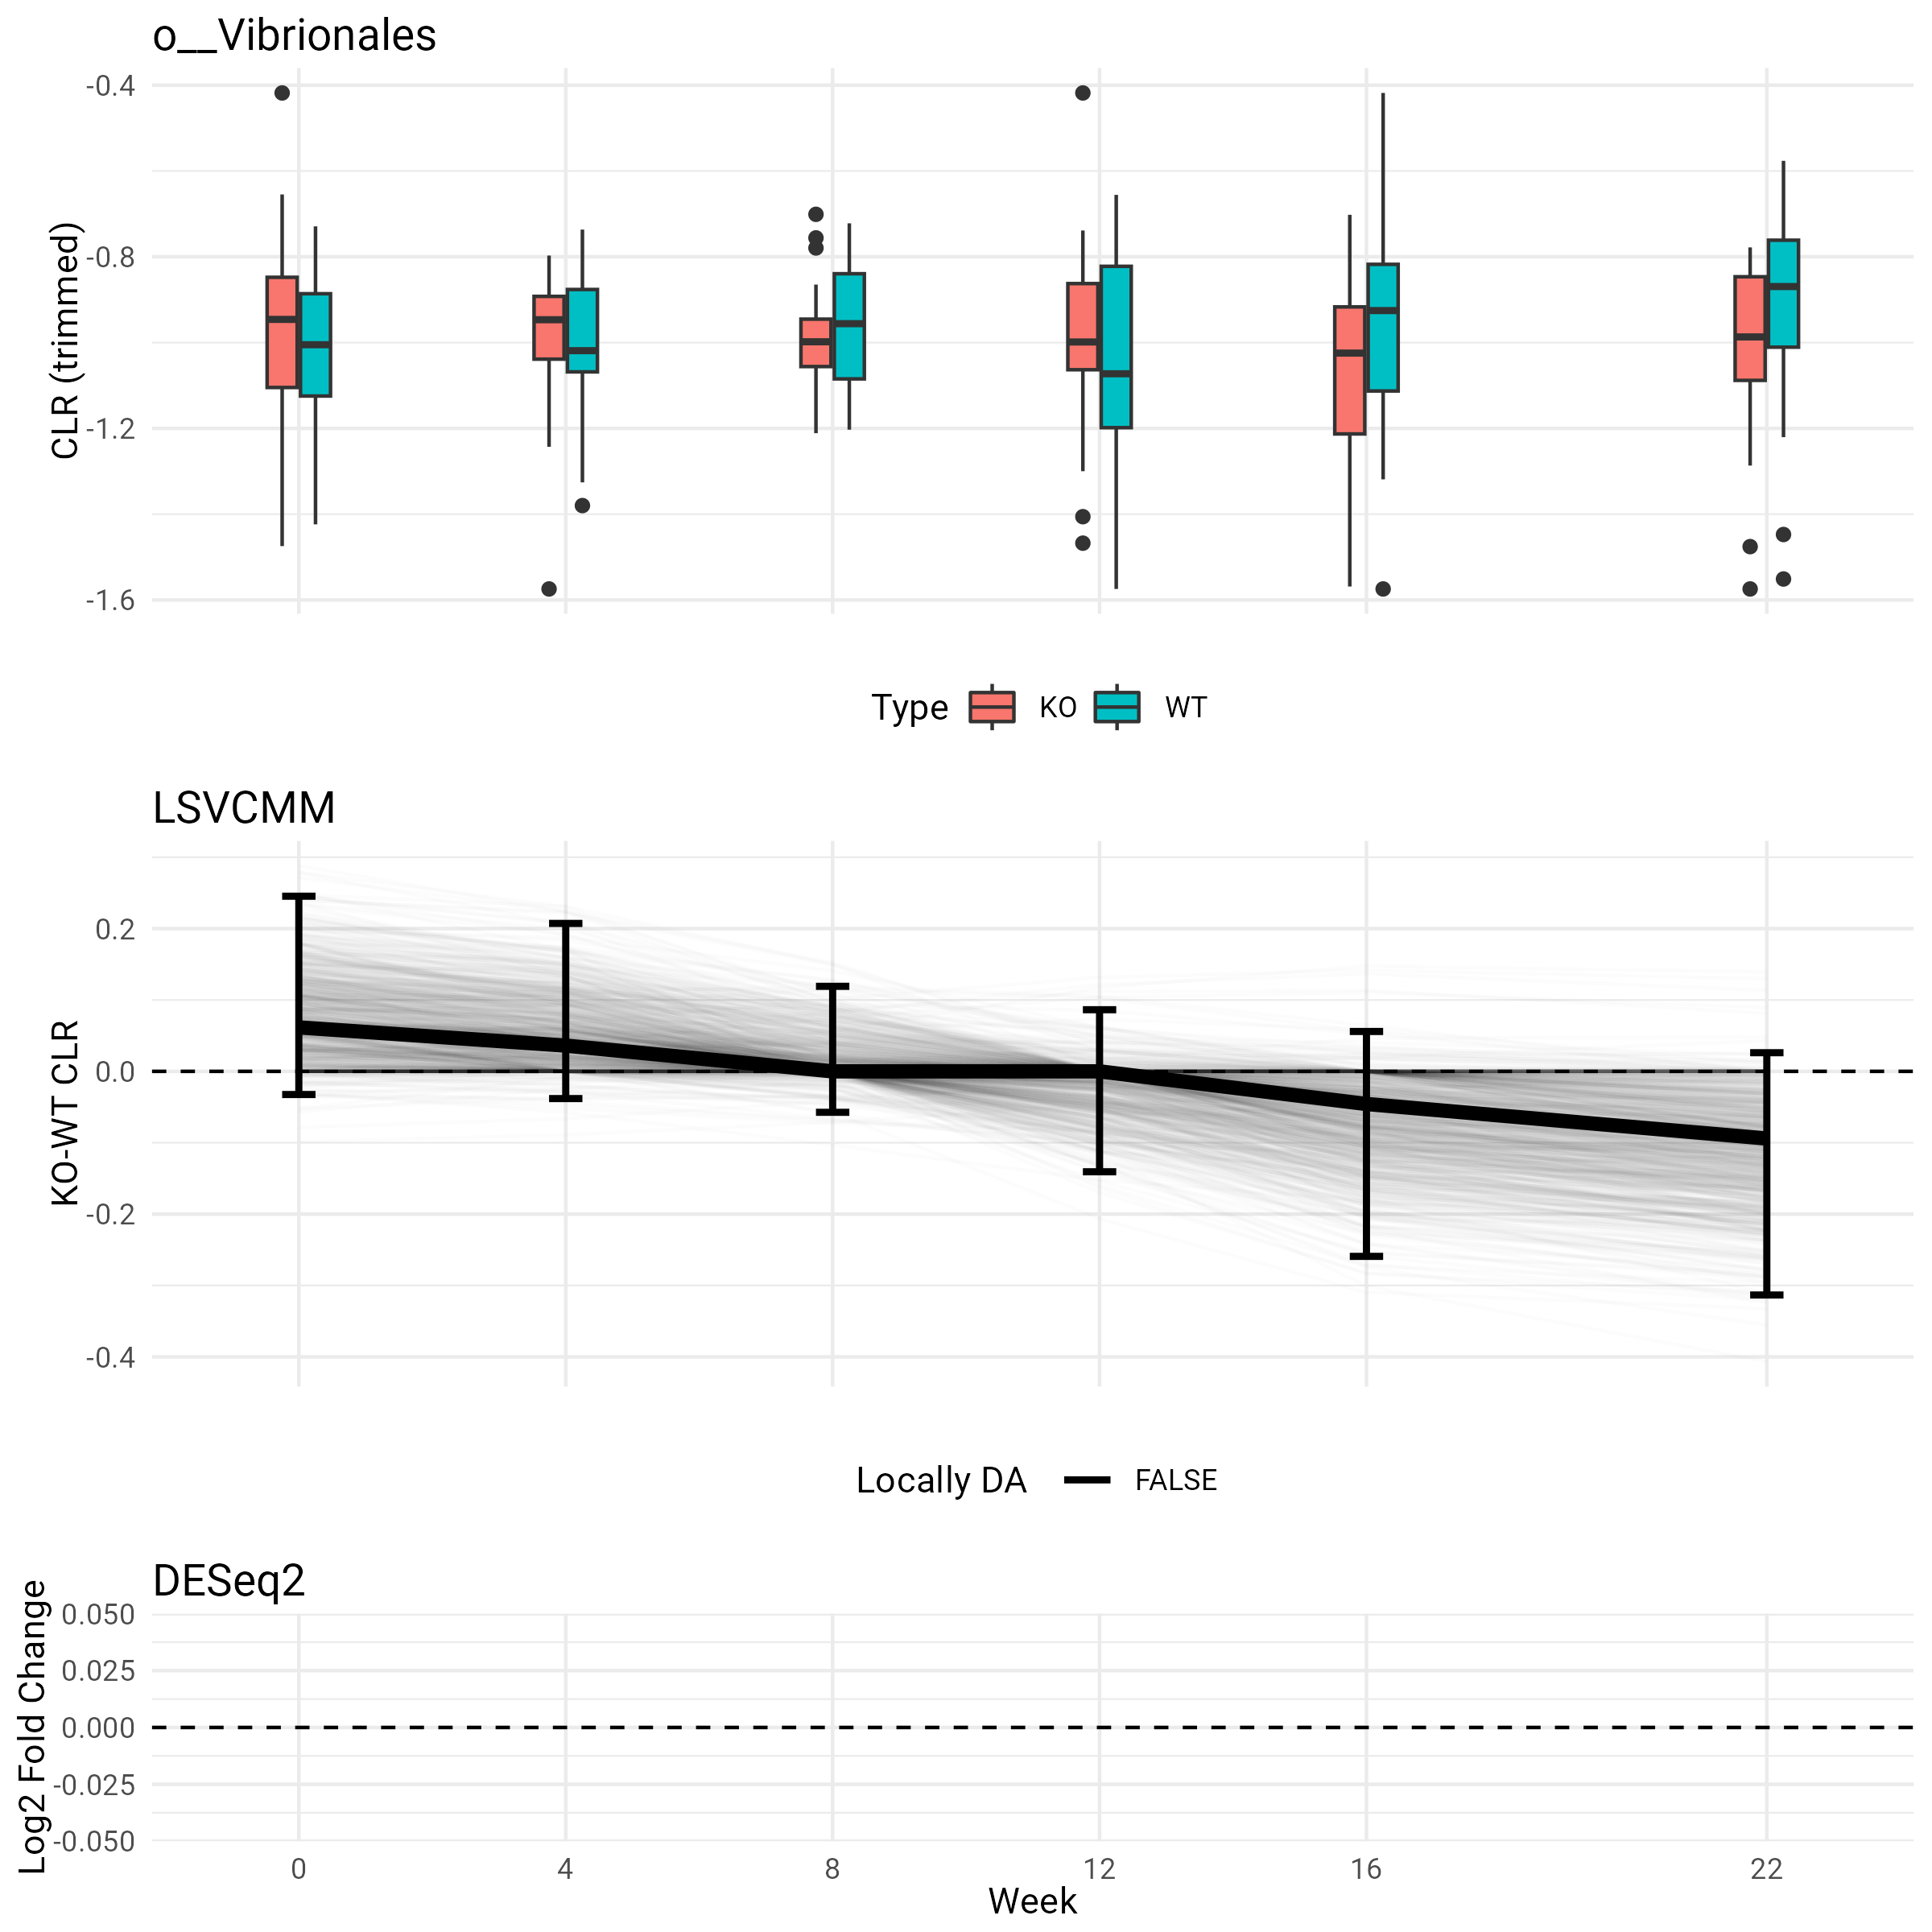 o__Vibrionales
CLR (trimmed)
-0.4
-0.8
-1.2
-1.6
Type KO WT
LSVCMM
KO-WT CLR
0.2
0.0
-0.2
-0.4
Locally DA FALSE
DESeq2
Log2 Fold Change
0.050
0.025
0.000
-0.025
-0.050
0 4 8 12 16 22
Week